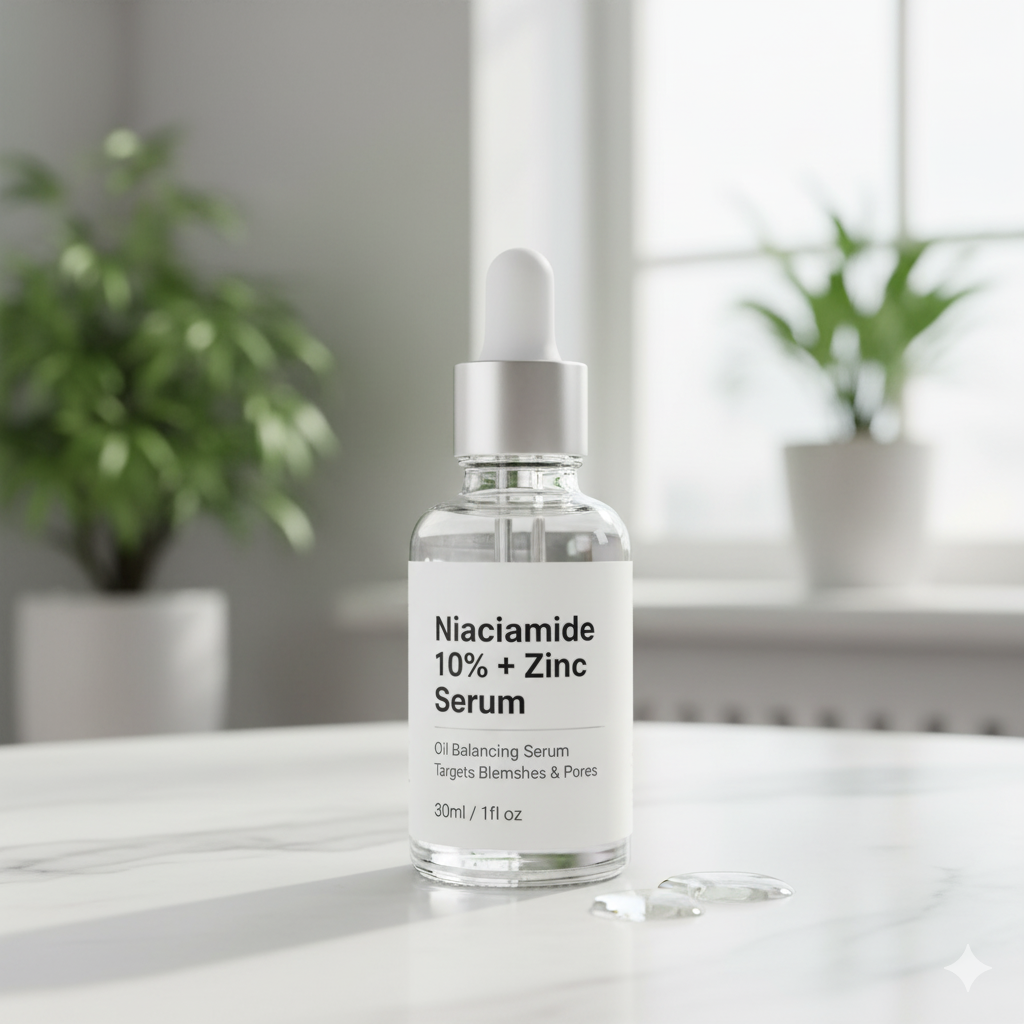 Niaciamide
10% + Zinc
Serum
Oil Balancing Serum
Targets Blemshes & Pores
30ml / 1fl oz